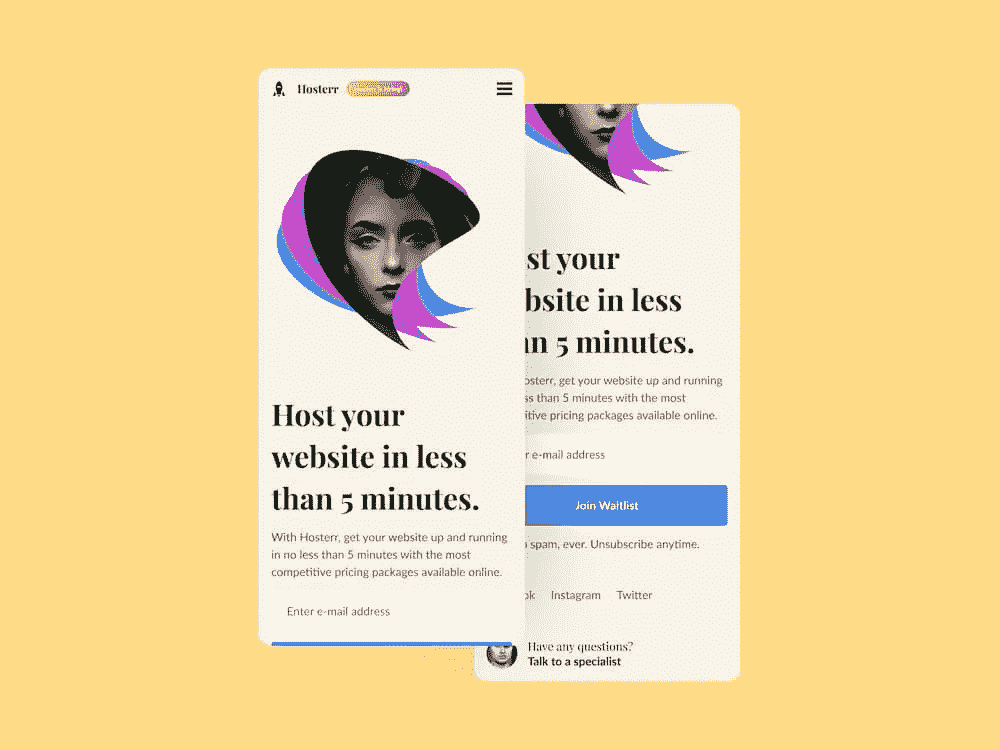 Hosterr
Host your
website in less
than 5 minutes.
With Hosterr, get your website up and running
in no less than 5 minutes with the most
competitive pricing packages available online.
Enter e-mail address
st your
bsite in less
n 5 minutes.
osterr, get your website up and running
ss than 5 minutes with the most
itive pricing packages available online.
r e-mail address
Join Waitlist
spam, ever. Unsubscribe anytime.
ok Instagram Twitter
Have any questions?
Talk to a specialist